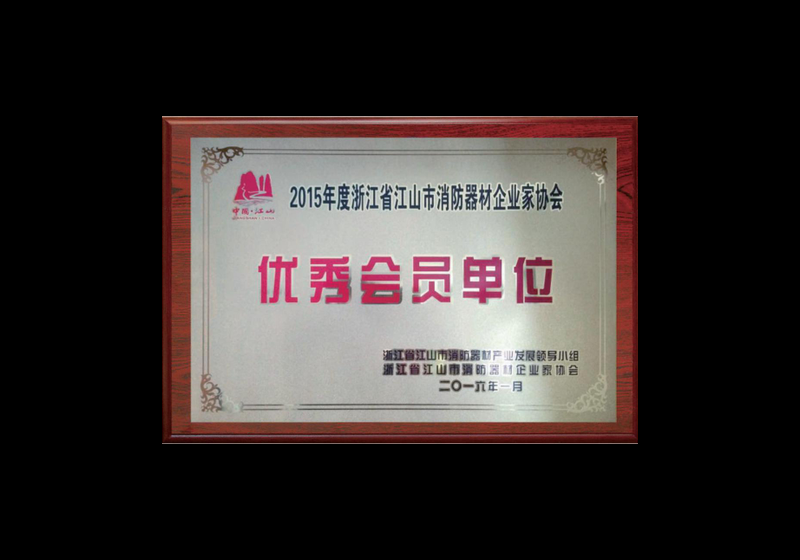 2015年度浙江省江山市消防器材企业家协会
中国·江山
优秀会员单位
浙江省江山市消防器材产业发展领导小组
浙江省江山市消防器材企业家协会
二〇一六年一月